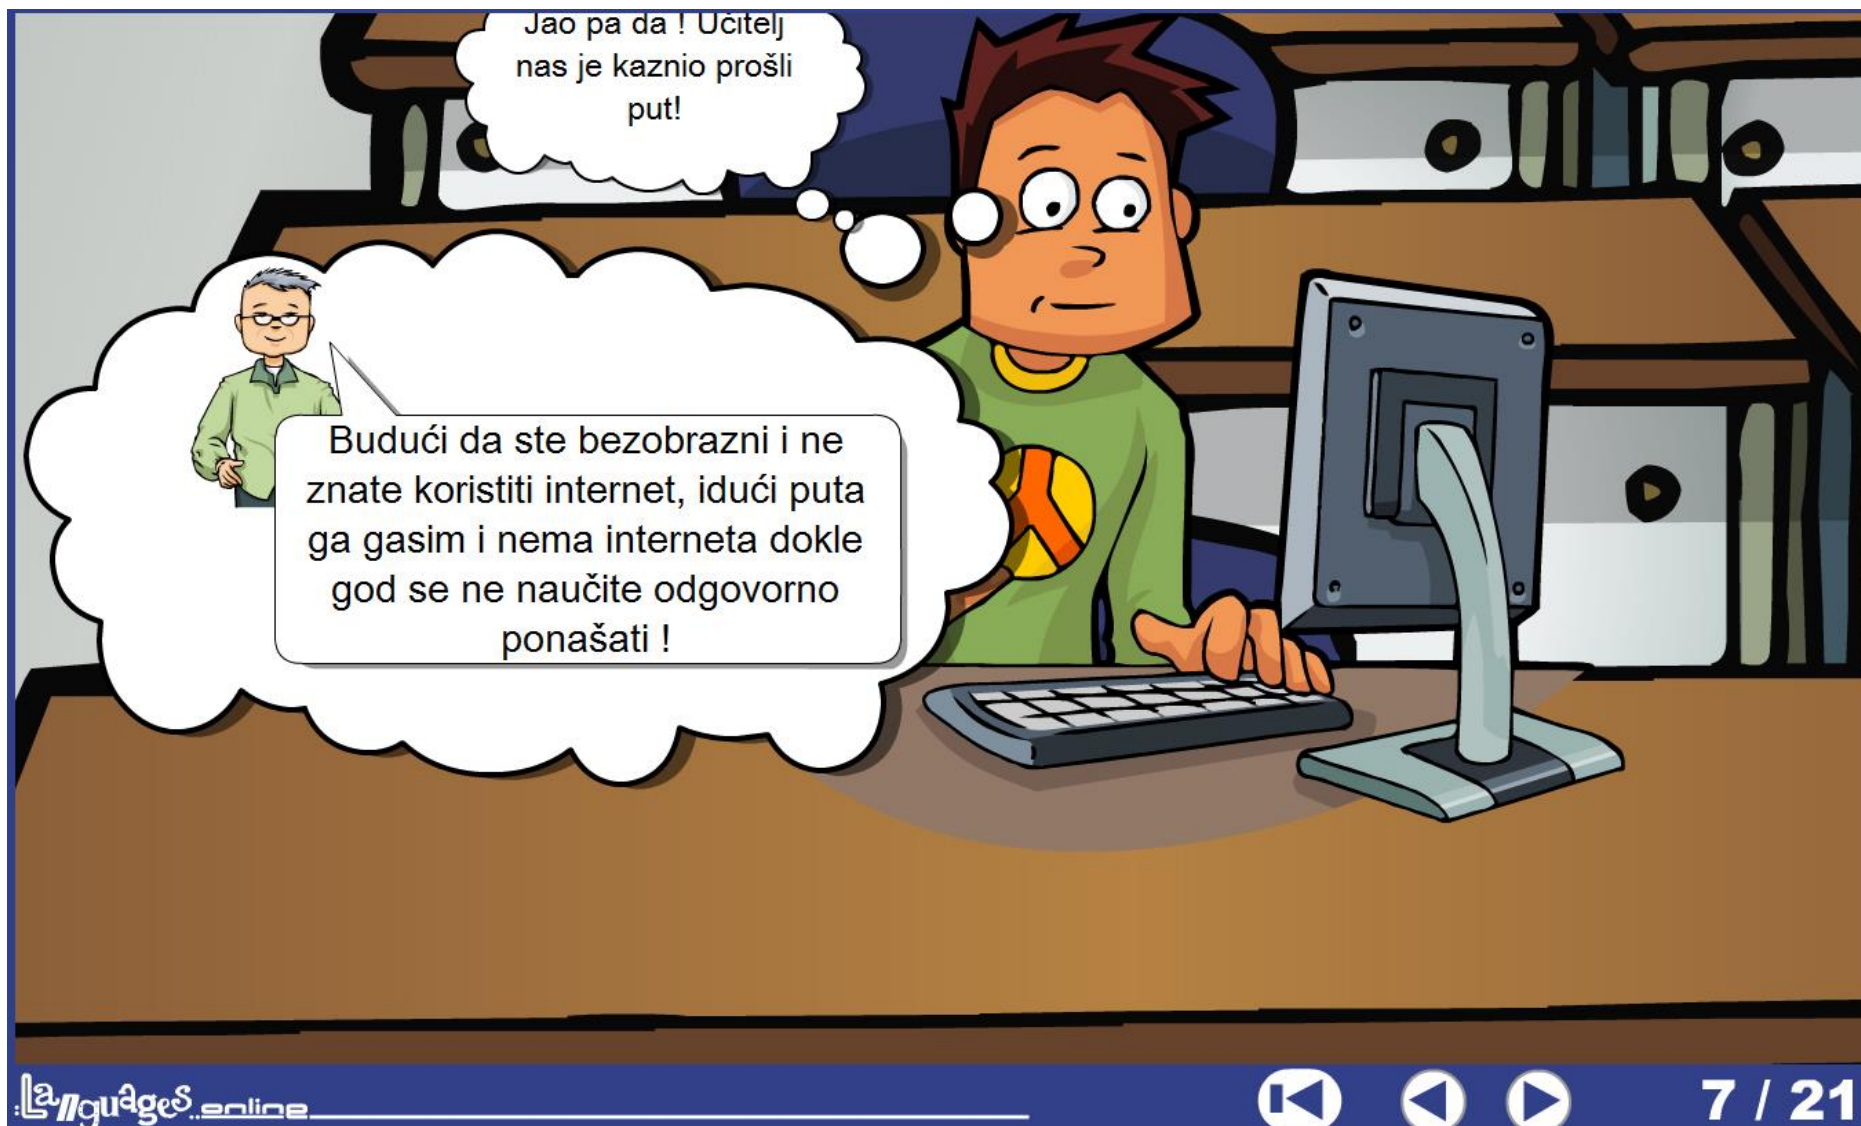 Jao pa da ! Učitelj
nas je kaznio prošli
put!
Budući da ste bezobrazni i ne
znate koristiti internet, idući puta
ga gasim i nema interneta dokle
god se ne naučite odgovorno
ponašati !
Languages online
7 / 21